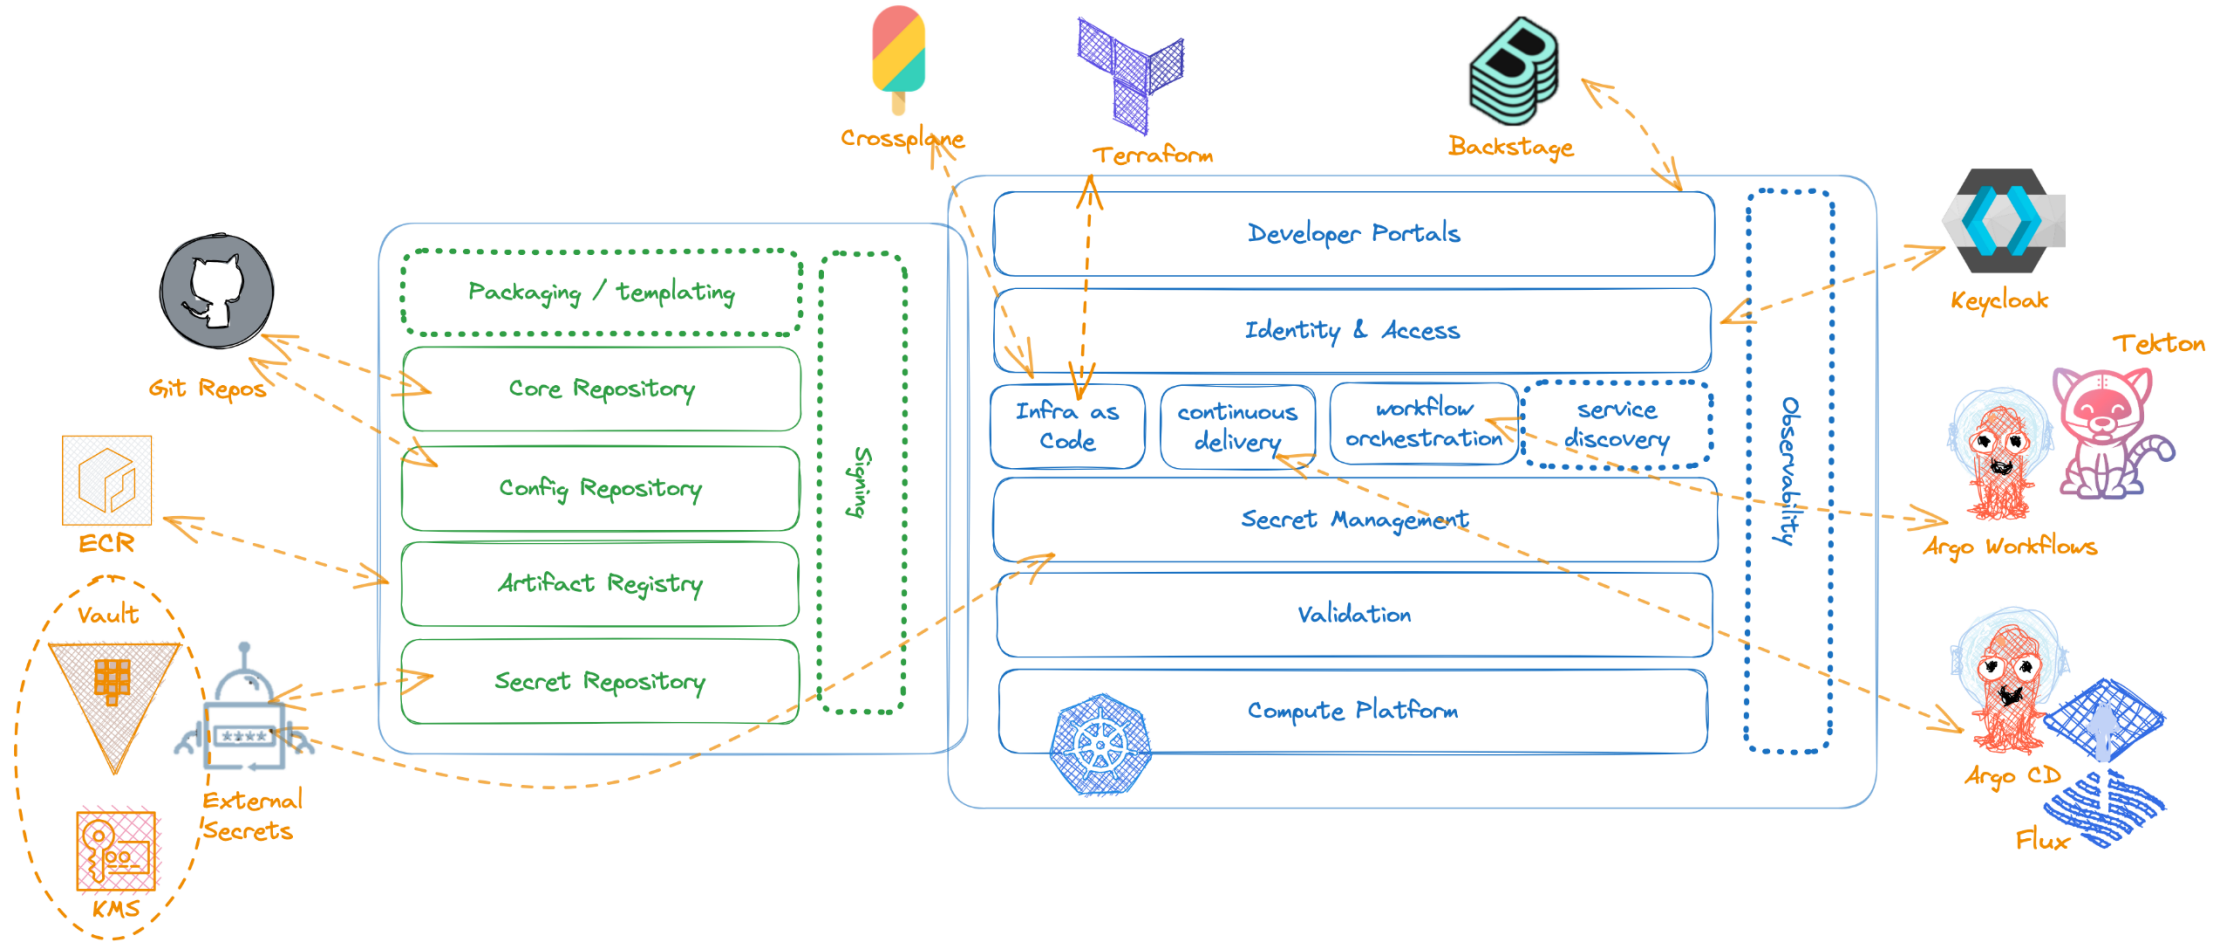 Crossplane
Terraform
Backstage
Git Repos
ECR
Vault
KMS
External
Secrets
Packaging / templating
Core Repository
Config Repository
Artifact Registry
Secret Repository
Signing
Developer Portals
Identity & Access
Infra as
Code
continuous
delivery
workflow
orchestration
service
discovery
Secret Management
Validation
Compute Platform
Observability
Keycloak
Tekton
Argo Workflows
Argo CD
Flux
****